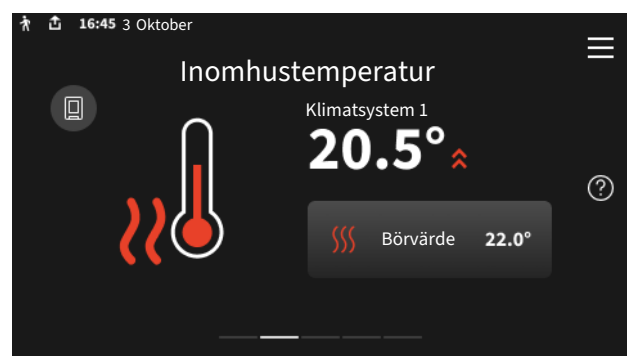 16:45 3 Oktober
Inomhustemperatur
Klimatsystem 1
20.5°
Börvärde 22.0°
?